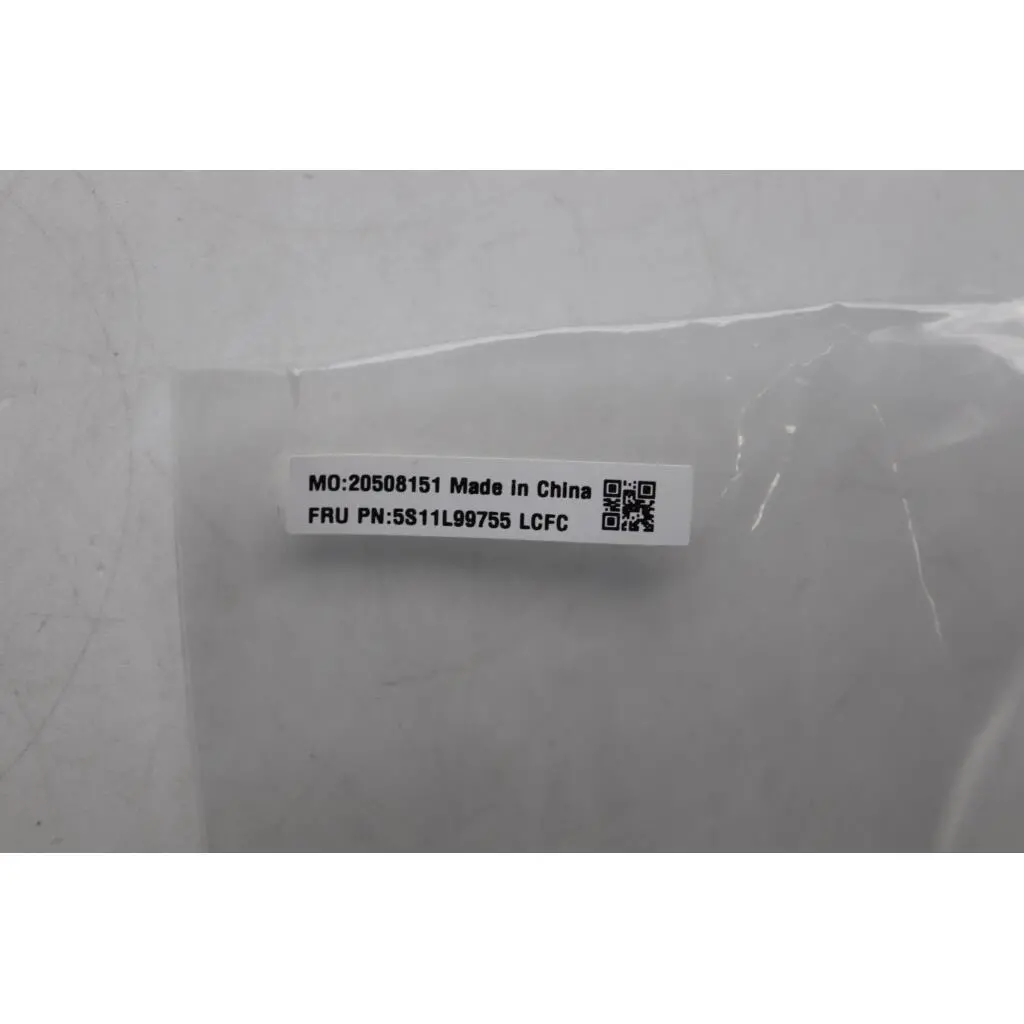 MO:20508151 Made in China
FRU PN:5S11L99755 LCFC